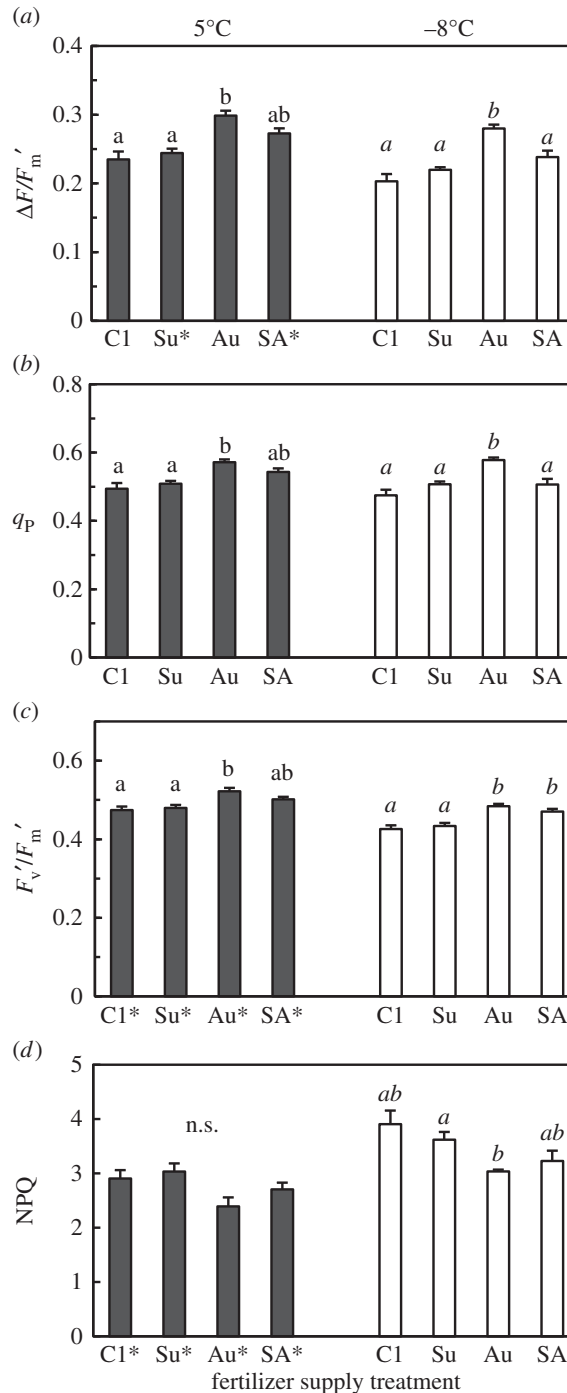 (a) 5°C –8°C
0.4
0.3
0.2
0.1
0
ΔF/Fm′
a a b ab a a b a
C1 Su* Au SA* C1 Su Au SA
(b)
0.8
0.6
0.4
0.2
0
qP
a a b ab a a b a
C1 Su Au SA C1 Su Au SA
(c)
0.6
0.4
0.2
0
Fv′/Fm′
a a b ab a a b b
C1* Su* Au* SA* C1 Su Au SA
(d)
5
4
3
2
1
0
NPQ
n.s. ab a b ab
C1* Su* Au* SA* C1 Su Au SA
fertilizer supply treatment